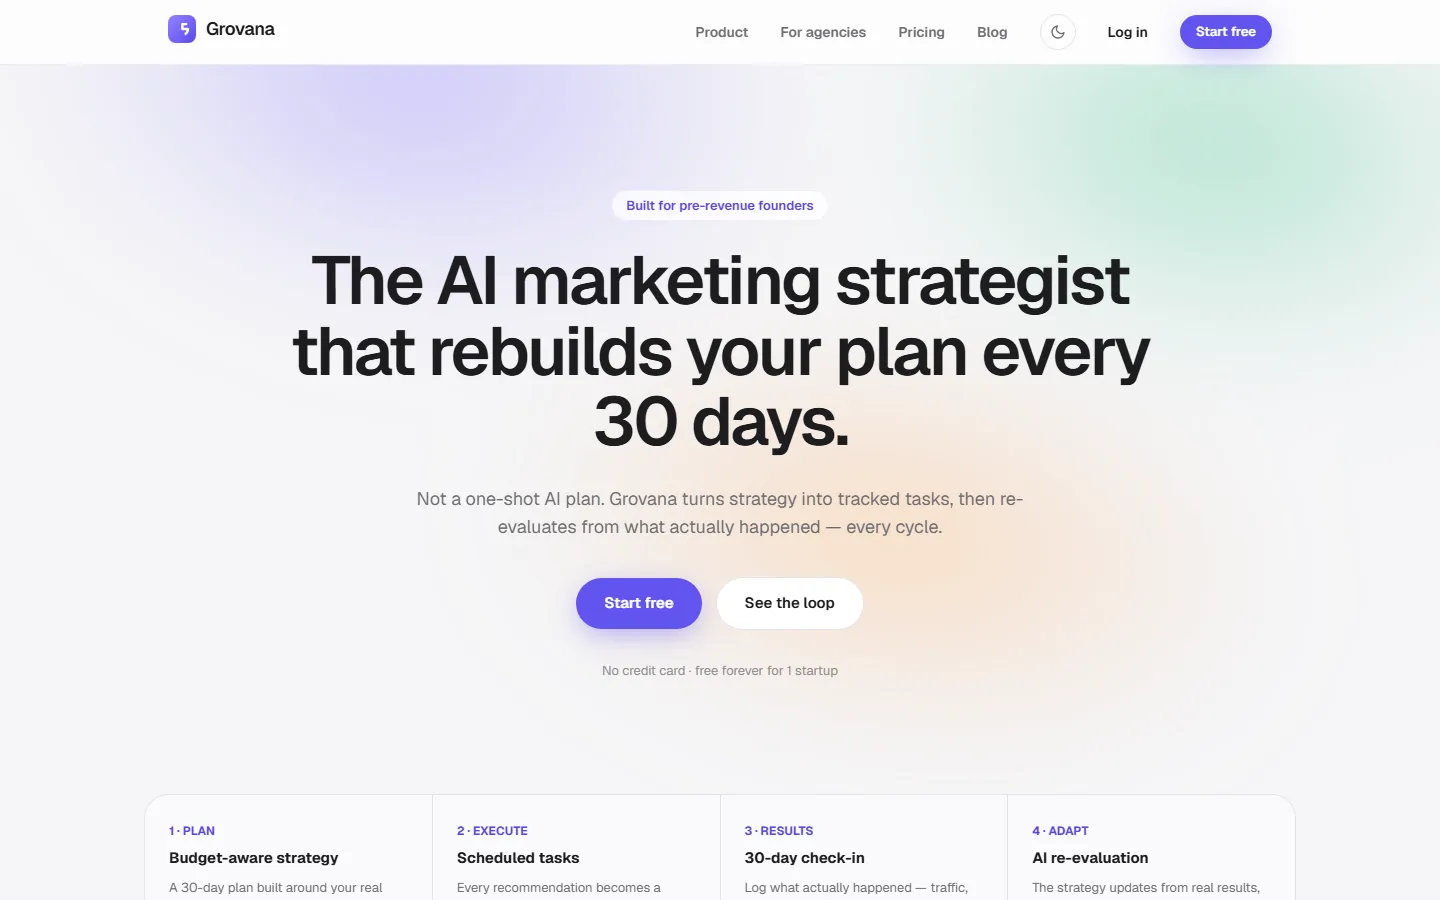 Grovana
Product
For agencies
Pricing
Blog
Log in
Start free
Built for pre-revenue founders
The AI marketing strategist
that rebuilds your plan every
30 days.
Not a one-shot AI plan. Grovana turns strategy into tracked tasks, then re-
evaluates from what actually happened — every cycle.
Start free
See the loop
No credit card · free forever for 1 startup
1 · PLAN
Budget-aware strategy
A 30-day plan built around your real
2 · EXECUTE
Scheduled tasks
Every recommendation becomes a
3 · RESULTS
30-day check-in
Log what actually happened — traffic,
4 · ADAPT
AI re-evaluation
The strategy updates from real results,